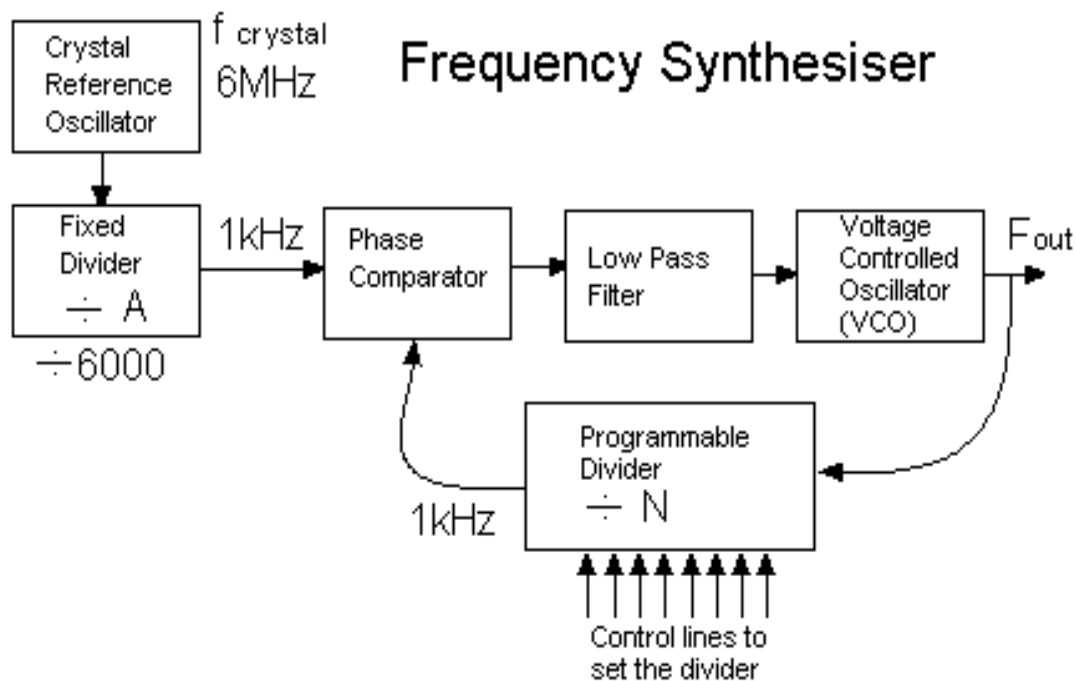 Frequency Synthesiser
Crystal
Reference
Oscillator
f crystal
6MHz
Fixed
Divider
÷ A
÷6000
1kHz
Phase
Comparator
Low Pass
Filter
Voltage
Controlled
Oscillator
(VCO)
Fout
Programmable
Divider
÷ N
1kHz
Control lines to
set the divider